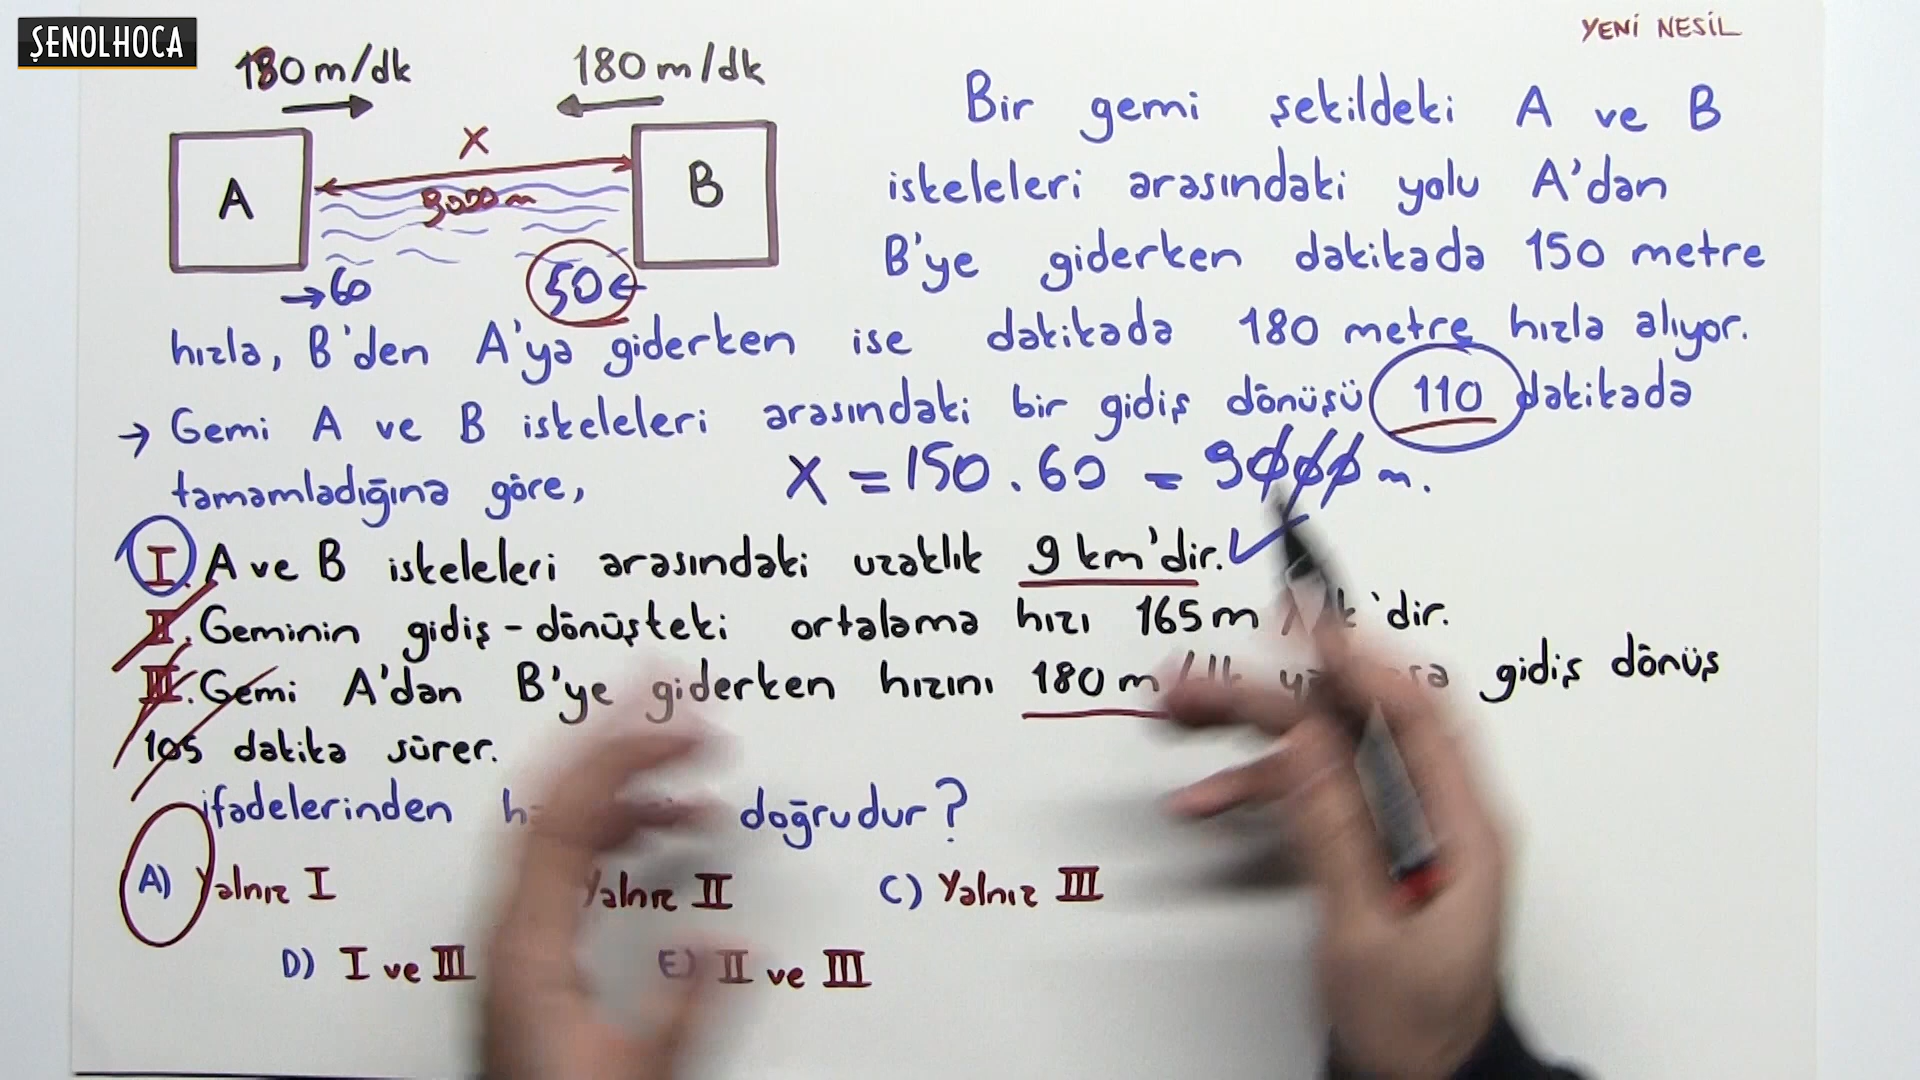 ŞENOLHOCA
YENİ NESİL
180 m/dk
180 m/dk
X
A
B
9000 m
60
50
Bir gemi şekildeki A ve B
iskeleleri arasındaki yolu A'dan
B'ye giderken dakikada 150 metre
hızla, B'den A'ya giderken ise dakikada 180 metre hızla alıyor.
→ Gemi A ve B iskeleleri arasındaki bir gidiş dönüşü 110 dakikada
tamamladığına göre,
X = 150 . 60 = 9000 m.
I. A ve B iskeleleri arasındaki uzaklık 9 km'dir. ✓
II. Geminin gidiş-dönüşteki ortalama hızı 165 m 'dir.
III. Gemi A'dan B'ye giderken hızını 180 m gidiş dönüş
105 dakika sürer.
ifadelerinden doğrudur?
A) Yalnız I
Yalnız II
C) Yalnız III
D) I ve III
E) II ve III